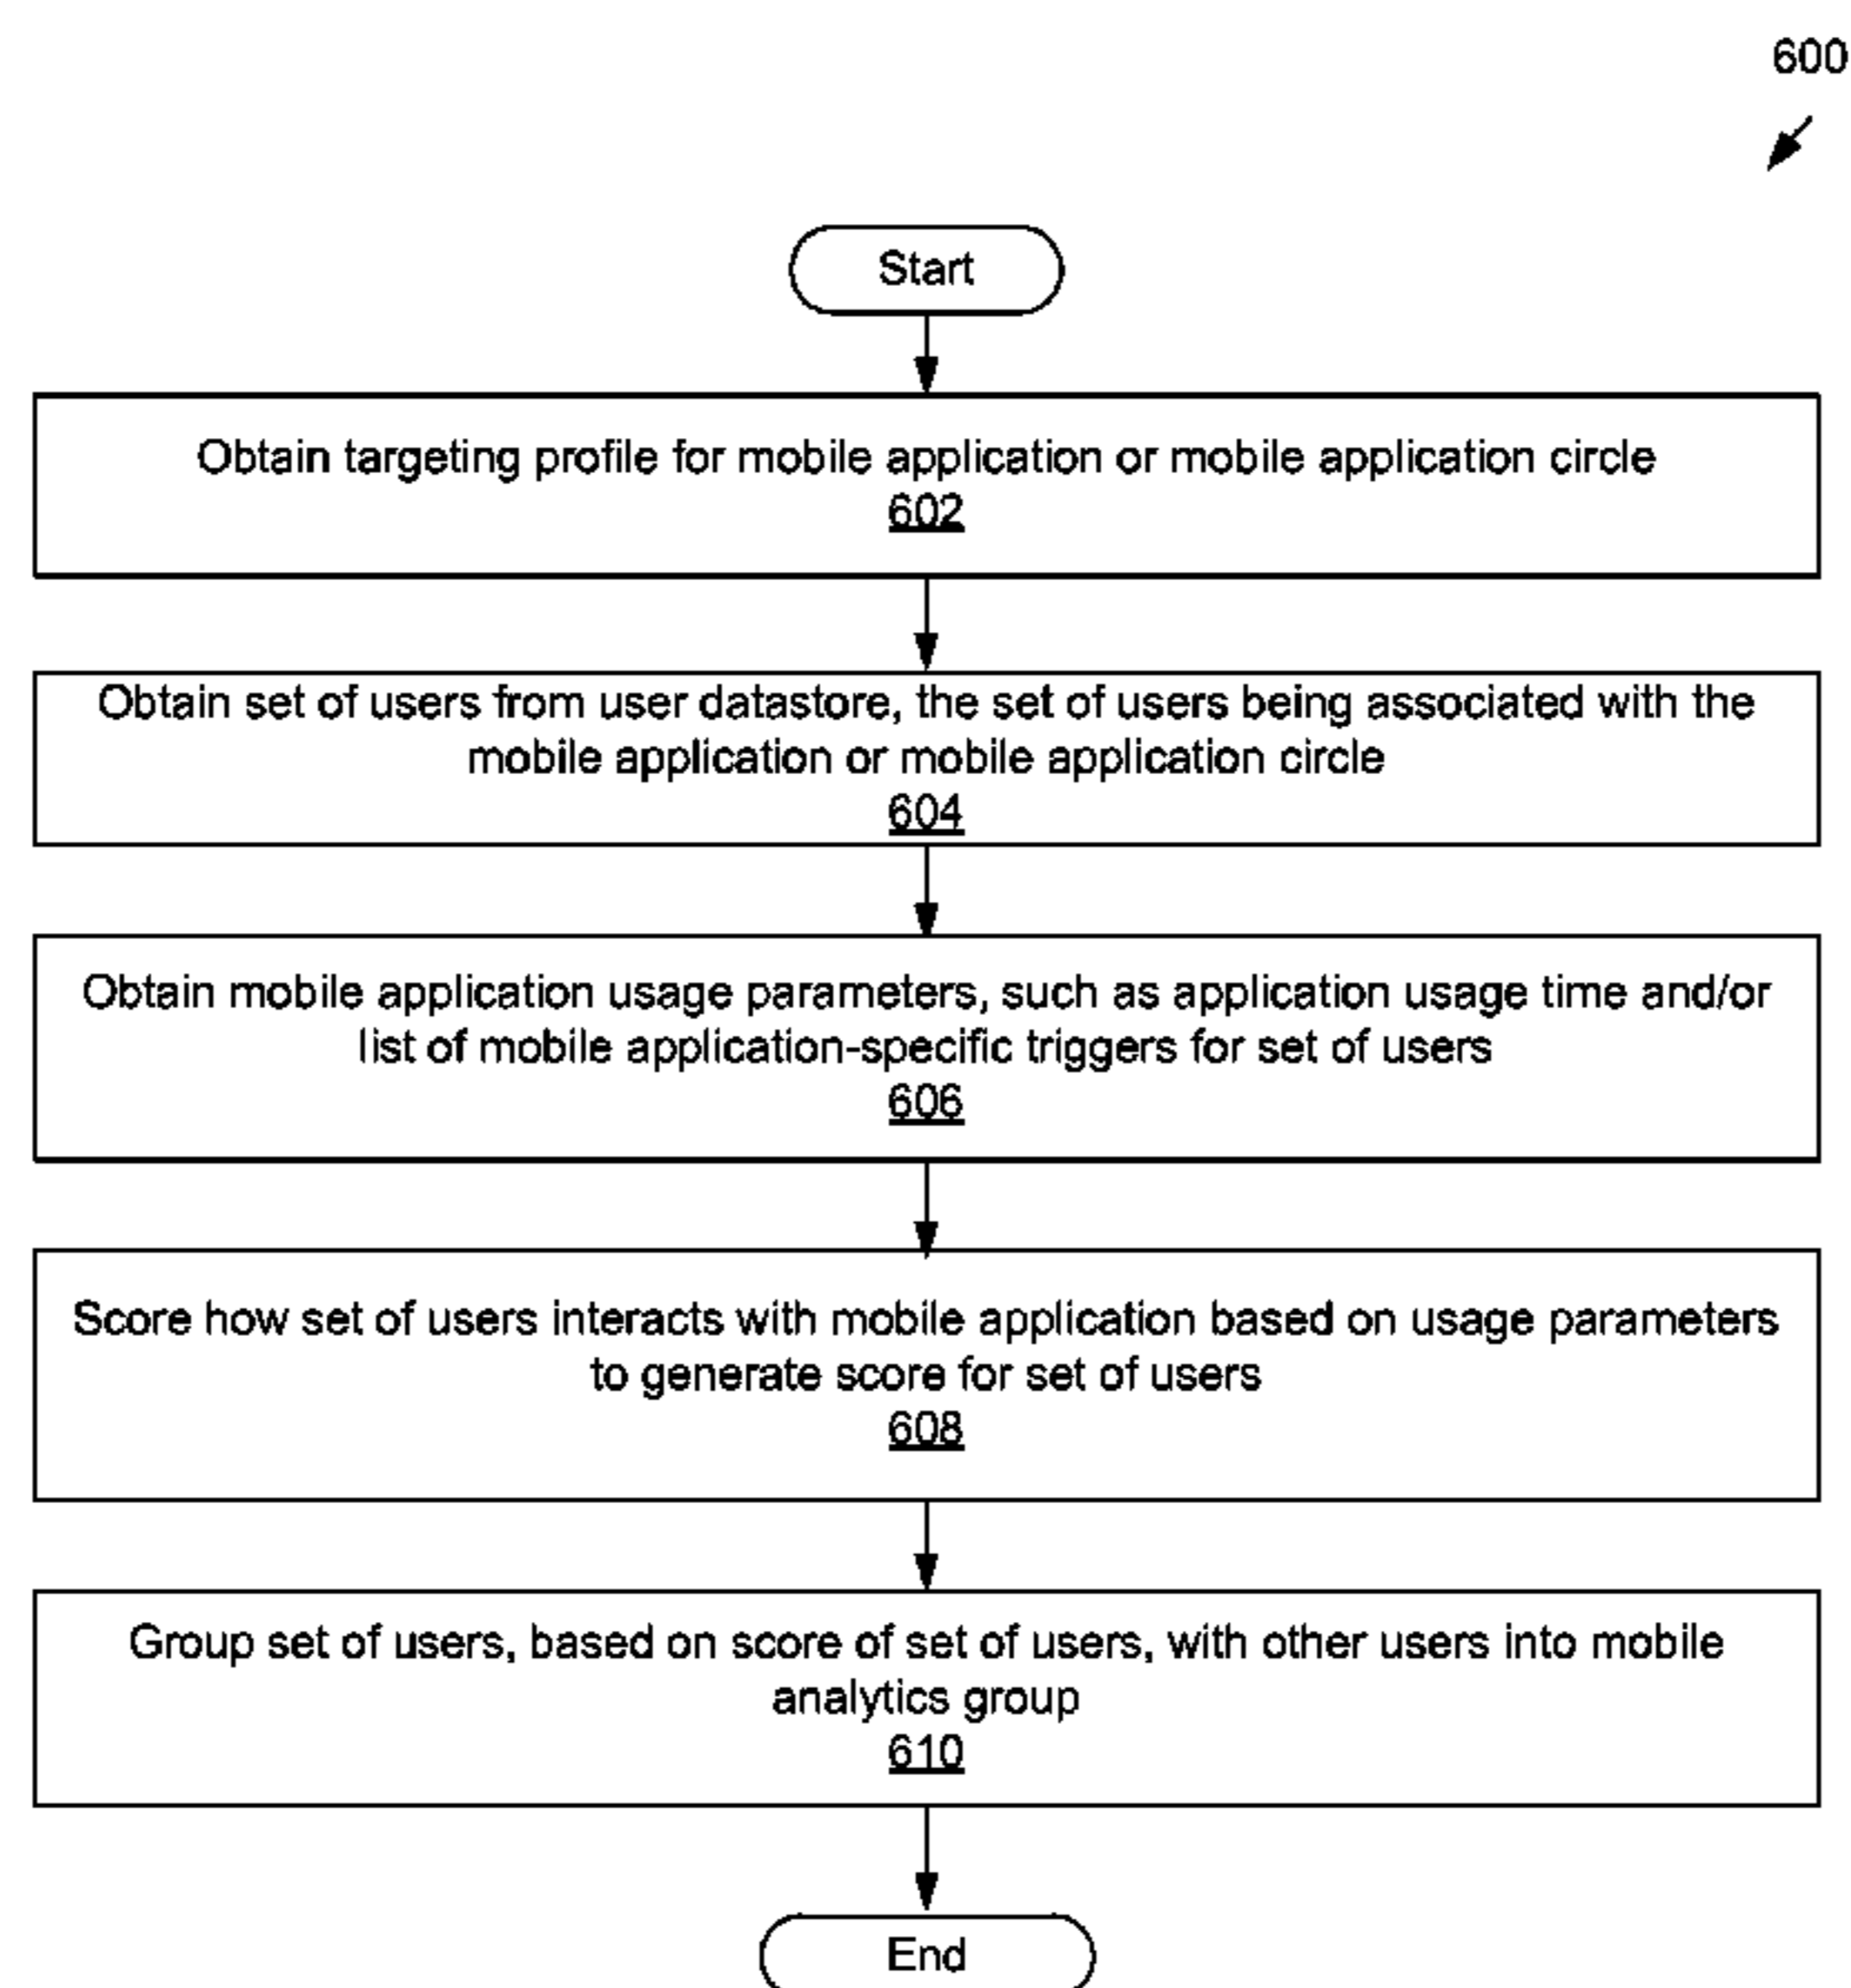 600
Start
Obtain targeting profile for mobile application or mobile application circle
602
Obtain set of users from user datastore, the set of users being associated with the
mobile application or mobile application circle
604
Obtain mobile application usage parameters, such as application usage time and/or
list of mobile application-specific triggers for set of users
606
Score how set of users interacts with mobile application based on usage parameters
to generate score for set of users
608
Group set of users, based on score of set of users, with other users into mobile
analytics group
610
End